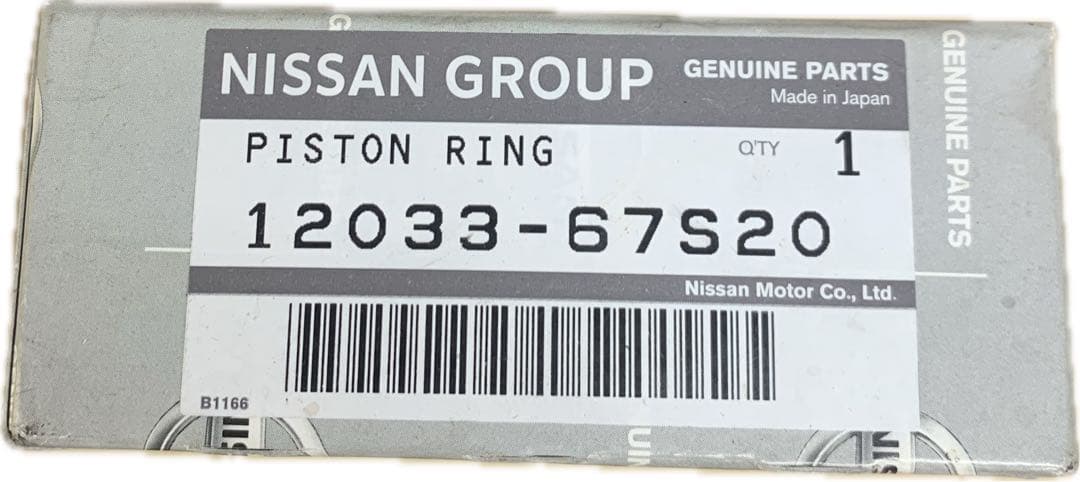 NISSAN GROUP
GENUINE PARTS
Made in Japan
PISTON RING
Q'TY 1
12033-67S20
Nissan Motor Co., Ltd.
B1166
GENUINE PARTS